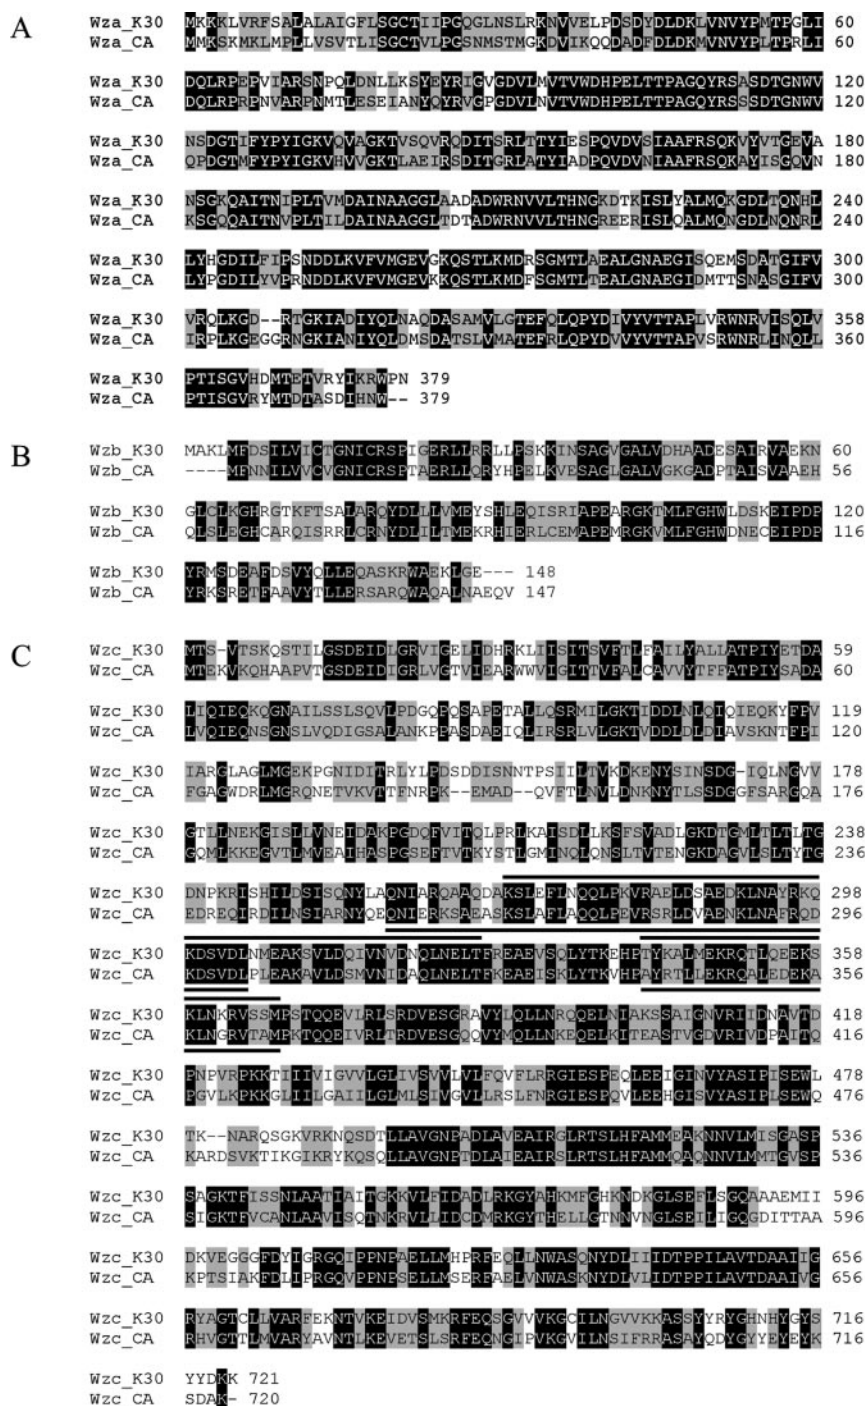 A
Wza_K30 MKKKLVRFSALALAIGFLSGCTIIPGQGLNSLRKNVVELPDSDYDLDKLVNVYPMTPGLI 60
Wza_CA MMKSKMKLMPLLVSVTLISGCTVLPGSNMSTMGKDVIKQQDADFDLDKMVNVYPLTPRLI 60
Wza_K30 DQLRPEPVIARSNPQLDNLLKSYEYRIGVGDVLMVTVWDHPELTTPAGQYRSASDTGNWV 120
Wza_CA DQLRPRPNVARPNMTLESEIANYQYRVGPGDVLNVTVWDHPELTTPAGQYRSSSDTGNWV 120
Wza_K30 NSDGTIFYPYIGKVQVAGKTVSQVRQDITSRLTTYIESPQVDVSIAAFRSQKVYVTGEVA 180
Wza_CA QPDGTMFYPYIGKVHVVGKTLAEIRSDITGRLATYIADPQVDVNIAAFRSQKAYISGQVN 180
Wza_K30 NSGKQAITNIPLTVMDAINAAGGLAADADWRNVVLTHNGKDTKISLYALMQKGDLTQNHL 240
Wza_CA KSGQQAITNVPLTILDAINAAGGLTDTADWRNVVLTHNGREERISLQALMQNGDLNQNRL 240
Wza_K30 LYHGDILFIPSNDDLKVFVMGEVGKQSTLKMDRSGMTLAEALGNAEGISQEMSDATGIFV 300
Wza_CA LYPGDILYVPRNDDLKVFVMGEVKKQSTLKMDFSGMTLTEALGNAEGIDMTTSNASGIFV 300
Wza_K30 VRQLKGD--RTGKIADIYQLNAQDASAMVLGTEFQLQPYDIVYVTTAPLVRWNRVISQLV 358
Wza_CA IRPLKGEGGRNGKIANIYQLDMSDATSLVMATEFRLQPYDVVYVTTAPVSRWNRLINQLL 360
Wza_K30 PTISGVHDMTETVRYIKRWPN 379
Wza_CA PTISGVRYMTDTASDIHNW-- 379
B
Wzb_K30 MAKLMFDSILVICTGNICRSPIGERLLRRLLPSKKINSAGVGALVDHAADESAIRVAEKN 60
Wzb_CA ----MFNNILVVCVGNICRSPTAERLLQRYHPELKVESAGLGALVGKGADPTAISVAAEH 56
Wzb_K30 GLCLKGHRGTKFTSALARQYDLLLVMEYSHLEQISRIAPEARGKTMLFGHWLDSKEIPDP 120
Wzb_CA QLSLEGHCARQISRRLCRNYDLILTMEKRHIERLCEMAPEMRGKVMLFGHWDNECEIPDP 116
Wzb_K30 YRMSDEAFDSVYQLLEQASKRWAEKLGE--- 148
Wzb_CA YRKSRETFAAVYTLLERSARQWAQALNAEQV 147
C
Wzc_K30 MTS-VTSKQSTILGSDEIDLGRVIGELIDHRKLIISITSVFTLFAILYALLATPIYETDA 59
Wzc_CA MTEKVKQHAAPVTGSDEIDIGRLVGTVIEARWWVIGITTVFALCAVVYTFFATPIYSADA 60
Wzc_K30 LIQIEQKQGNAILSSLSQVLPDGQPQSAPETALLQSRMILGKTIDDLNLQIQIEQKYFPV 119
Wzc_CA LVQIEQNSGNSLVQDIGSALANKPPASDAEIQLIRSRLVLGKTVDDLDLDIAVSKNTFPI 120
Wzc_K30 IARGLAGLMGEKPGNIDITRLYLPDSDDISNNTPSIILTVKDKENYSINSDG-IQLNGVV 178
Wzc_CA FGAGWDRLMGRQNETVKVTTFNRPK--EMAD--QVFTLNVLDNKNYTLSSDGGFSARGQA 176
Wzc_K30 GTLLNEKGISLLVNEIDAKPGDQFVITQLPRLKAISDLLKSFSVADLGKDTGMLTLTLTG 238
Wzc_CA GQMLKKEGVTLMVEAIHASPGSEFTVTKYSTLGMINQLQNSLTVTENGKDAGVLSLTYTG 236
Wzc_K30 DNPKRISHILDSISQNYLAQNIARQAAQDAKSLEFLNQQLPKVRAELDSAEDKLNAYRKQ 298
Wzc_CA EDREQIRDILNSIARNYQEQNIERKSAEASKSLAFLAQQLPEVRSRLDVAENKLNAFRQD 296
Wzc_K30 KDSVDLNMEAKSVLDQIVNVDNQLNELTFREAEVSQLYTKEHPTYKALMEKRQTLQEEKS 358
Wzc_CA KDSVDLPLEAKAVLDSMVNIDAQLNELTFKEAEISKLYTKVHPAYRTLLEKRQALEDEKA 356
Wzc_K30 KLNKRVSSMPSTQQEVLRLSRDVESGRAVYLQLLNRQQELNIAKSSAIGNVRIIDNAVTD 418
Wzc_CA KLNGRVTAMPKTQQEIVRLTRDVESGQQVYMQLLNKEQELKITEASTVGDVRIVDPAITQ 416
Wzc_K30 PNPVRPKKTIIIVIGVVLGLIVSVVLVLFQVFLRRGIESPEQLEEIGINVYASIPISEWL 478
Wzc_CA PGVLKPKKGLIILGAIILGLMLSIVGVLLRSLFNRGIESPQVLEEHGISVYASIPLSEWQ 476
Wzc_K30 TK--NARQSGKVRKNQSDTLLAVGNPADLAVEAIRGLRTSLHFAMMEAKNNVLMISGASP 536
Wzc_CA KARDSVKTIKGIKRYKQSQLLAVGNPTDLAIEAIRSLRTSLHFAMMQAQNNVLMMTGVSP 536
Wzc_K30 SAGKTFISSNLAATIAITGKKVLFIDADLRKGYAHKMFGHKNDKGLSEFLSGQAAAEMII 596
Wzc_CA SIGKTFVCANLAAVISQTNKRVLLIDCDMRKGYTHELLGTNNVNGLSEILIGQGDITTAA 596
Wzc_K30 DKVEGGGFDYIGRGQIPPNPAELLMHPRFEQLLNWASQNYDLIIIDTPPILAVTDAAIIG 656
Wzc_CA KPTSIAKFDLIPRGQVPPNPSELLMSERFAELVNWASKNYDLVLIDTPPILAVTDAAIVG 656
Wzc_K30 RYAGTCLLVARFEKNTVKEIDVSMKRFEQSGVVVKGCILNGVVKKASSYYRYGHNHYGYS 716
Wzc_CA RHVGTTLMVARYAVNTLKEVETSLSRFEQNGIPVKGVILNSIFRRASAYQDYGYYEYEYK 716
Wzc_K30 YYDKK 721
Wzc_CA SDAK- 720